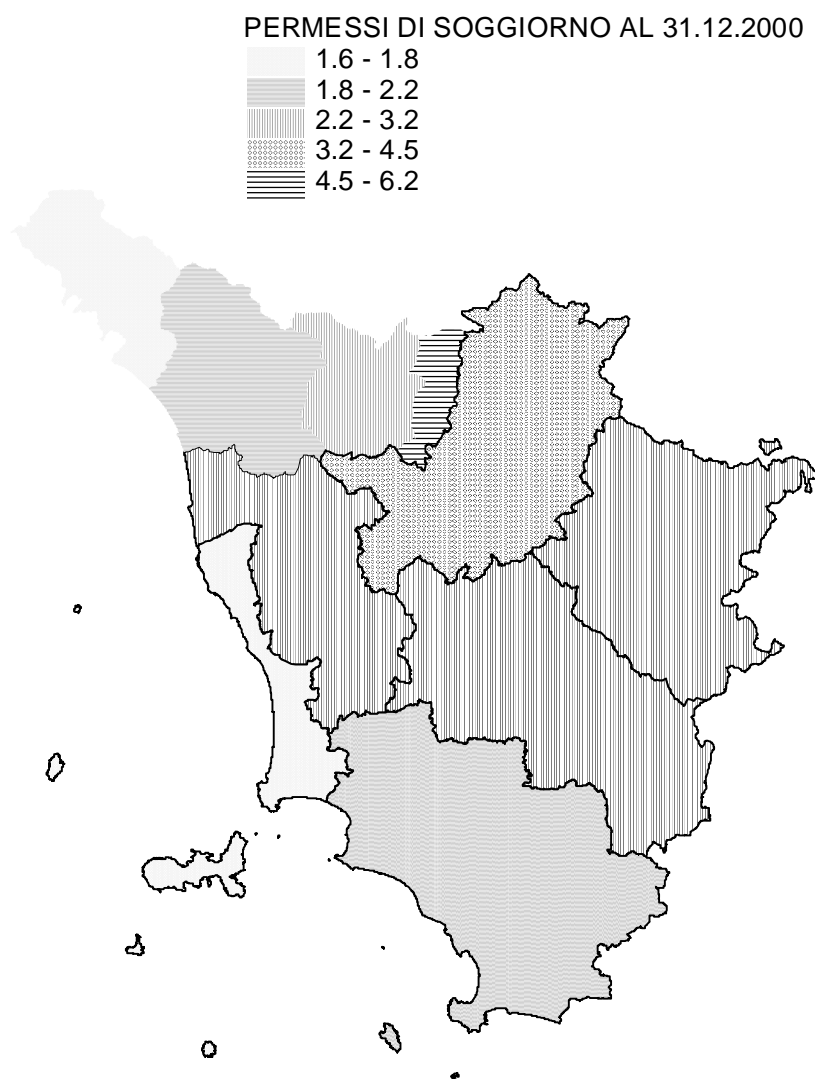 PERMESSI DI SOGGIORNO AL 31.12.2000
1.6 - 1.8
1.8 - 2.2
2.2 - 3.2
3.2 - 4.5
4.5 - 6.2